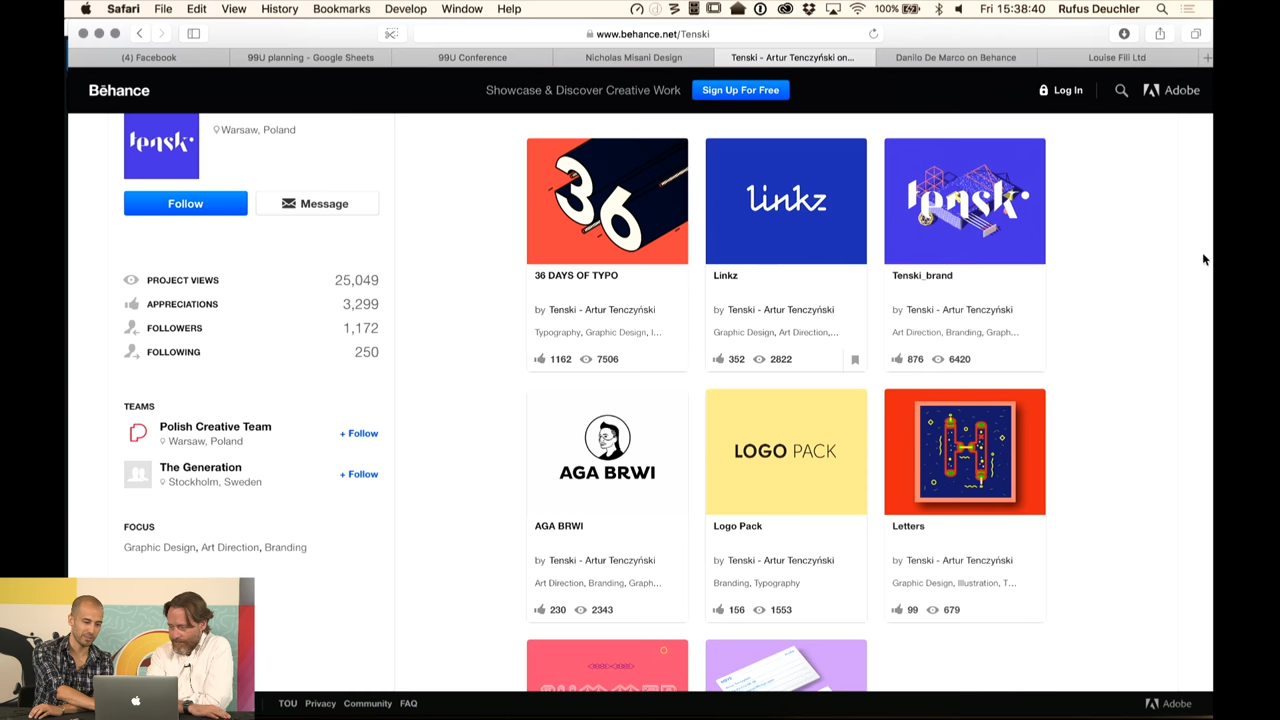 Safari File Edit View History Bookmarks Develop Window Help
100% Fri 15:38:40 Rufus Deuchler
www.behance.net/Tenski
(4) Facebook
99U planning - Google Sheets
99U Conference
Nicholas Misani Design
Tenski - Artur Tenczyński on...
Danilo De Marco on Behance
Louise Fill Ltd
Bēhance
Showcase & Discover Creative Work
Sign Up For Free
Log In
Adobe
tensk
Warsaw, Poland
Follow
Message
PROJECT VIEWS 25,049
APPRECIATIONS 3,299
FOLLOWERS 1,172
FOLLOWING 250
TEAMS
Polish Creative Team
Warsaw, Poland
+ Follow
The Generation
Stockholm, Sweden
+ Follow
FOCUS
Graphic Design, Art Direction, Branding
36
36 DAYS OF TYPO
by Tenski - Artur Tenczyński
Typography, Graphic Design, I...
1162 7506
linkz
Linkz
by Tenski - Artur Tenczyński
Graphic Design, Art Direction,...
352 2822
tensk
Tenski_brand
by Tenski - Artur Tenczyński
Art Direction, Branding, Graph...
876 6420
AGA BRWI
AGA BRWI
by Tenski - Artur Tenczyński
Art Direction, Branding, Graph...
230 2343
LOGO PACK
Logo Pack
by Tenski - Artur Tenczyński
Branding, Typography
156 1553
H
Letters
by Tenski - Artur Tenczyński
Graphic Design, Illustration, T...
99 679
TOU Privacy Community FAQ
Adobe